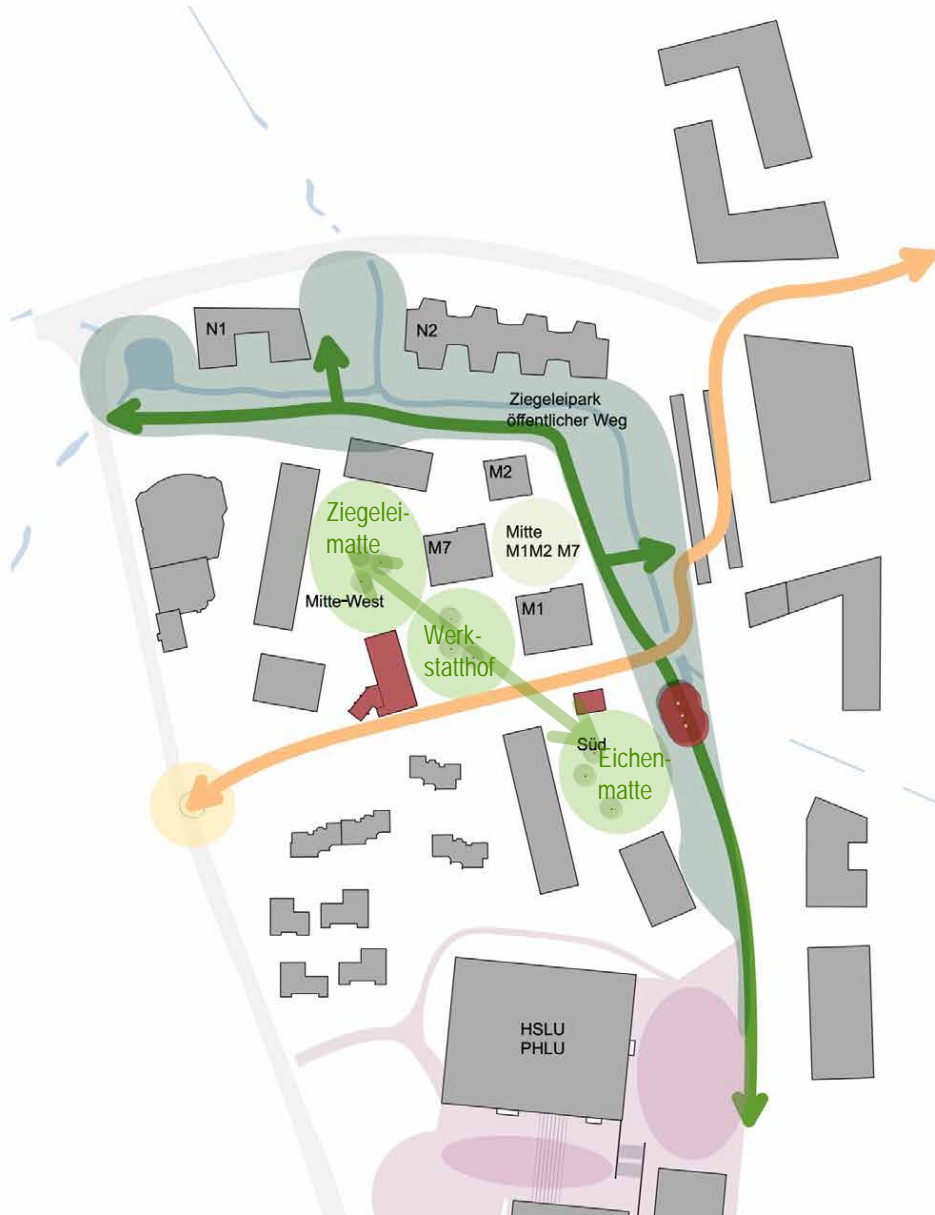 N1
N2
Ziegeleipark
öffentlicher Weg
M2
Ziegelei-
matte
M7
Mitte
M1M2 M7
Mitte-West
M1
Werk-
statthof
Süd
Eichen-
matte
HSLU
PHLU